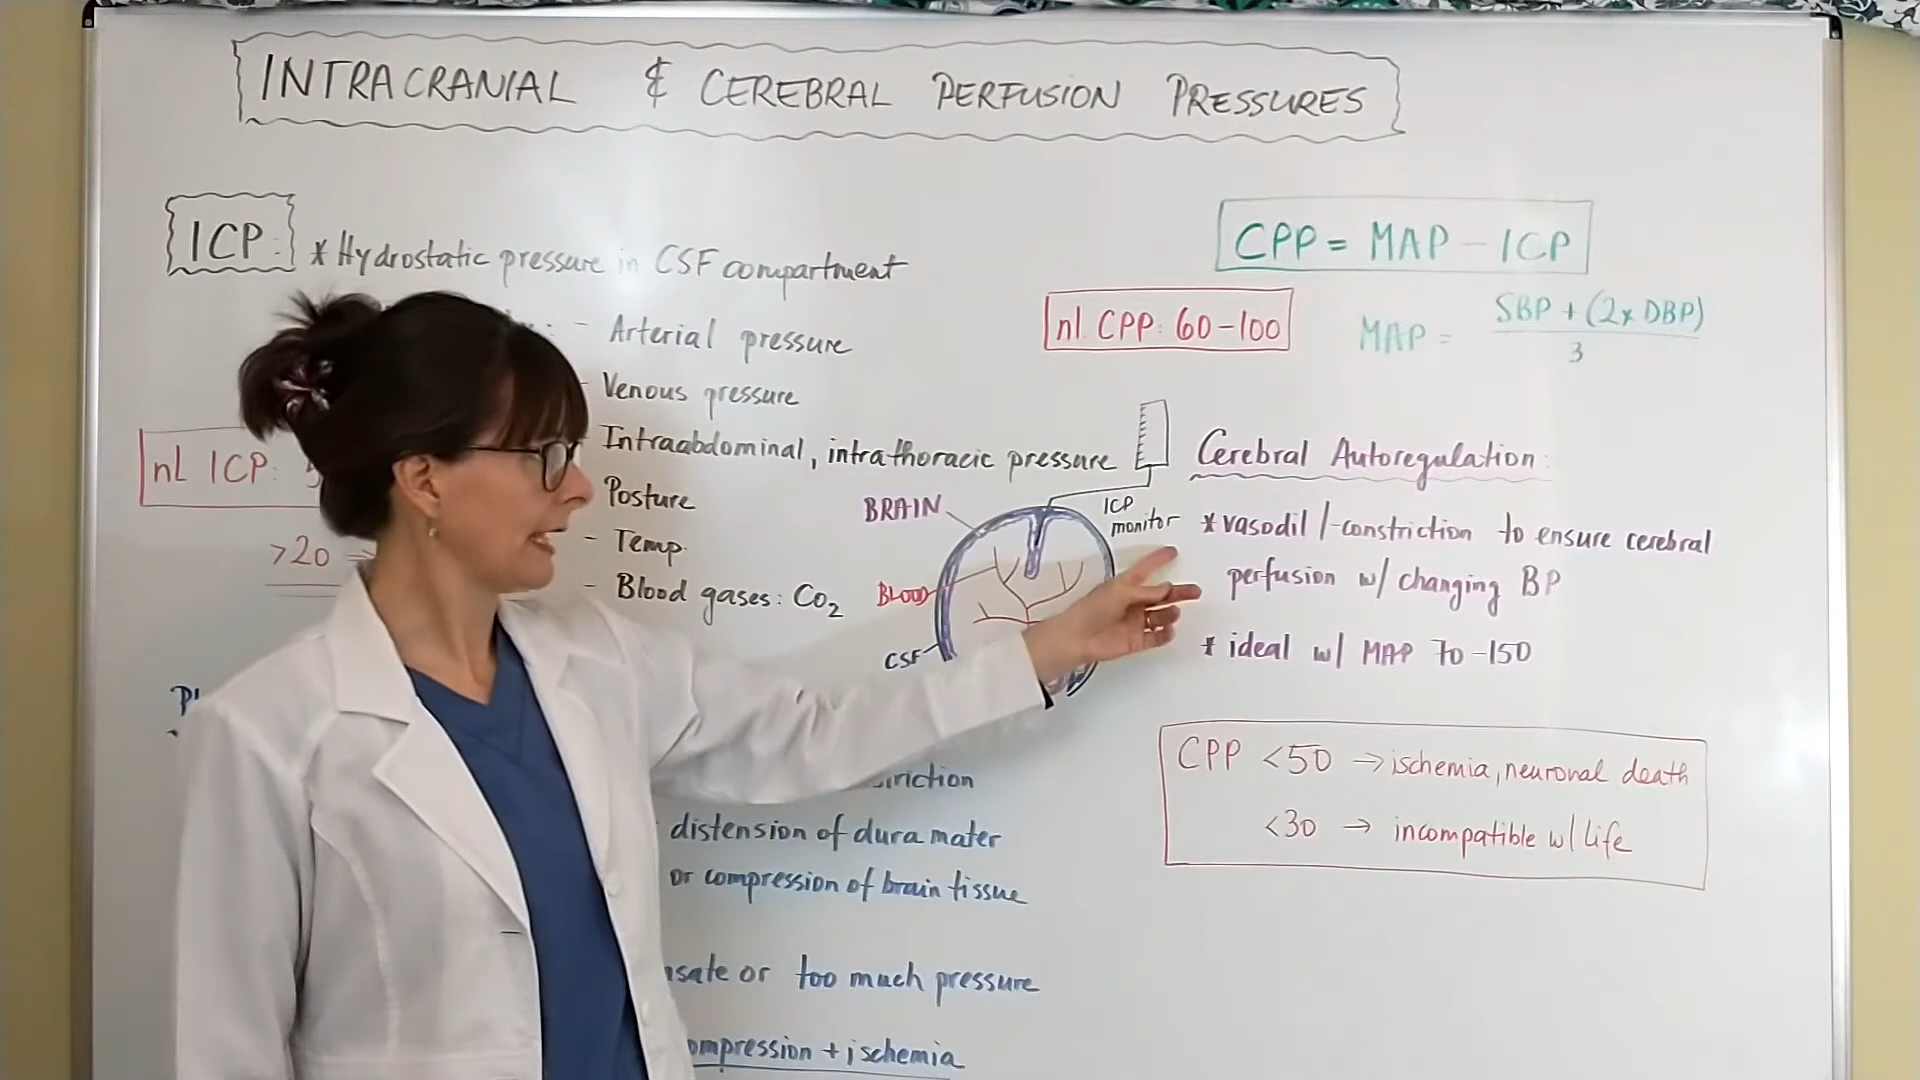 INTRACRANIAL & CEREBRAL PERFUSION PRESSURES
ICP:
* Hydrostatic pressure in CSF compartment
- Arterial pressure
- Venous pressure
Intraabdominal, intrathoracic pressure
Posture
- Temp
- Blood gases: CO2
nl ICP: 5
>20 →
BRAIN
BLOOD
CSF
ICP
monitor
distension of dura mater
or compression of brain tissue
or too much pressure
+ ischemia
CPP = MAP - ICP
nl CPP: 60-100
MAP = SBP + (2x DBP)
3
Cerebral Autoregulation:
* vasodil /-constriction to ensure cerebral
perfusion w/ changing BP
* ideal w/ MAP 70-150
CPP <50 → ischemia, neuronal death
<30 → incompatible w/ life